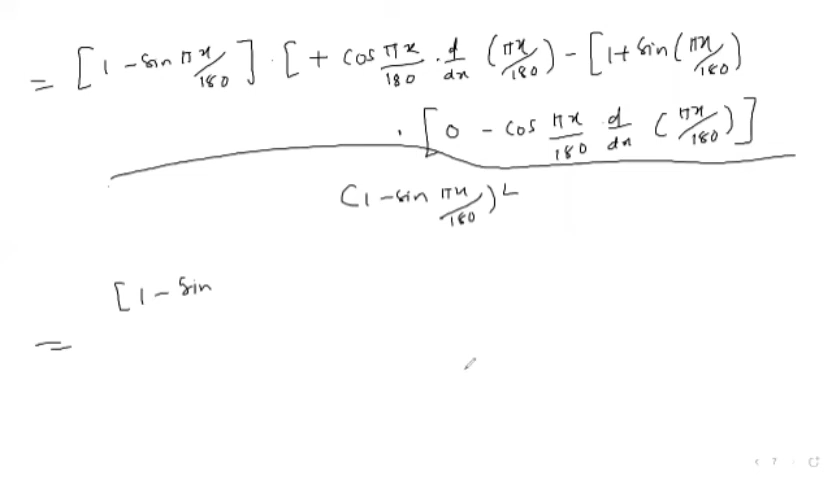 = [1 - sin πx/180] · [+ cos πx/180 · d/dx (πx/180) - [1 + sin (πx/180)
· [0 - cos πx/180 d/dx (πx/180)]
(1 - sin πx/180)²
[1 - sin
=
< 7 ·